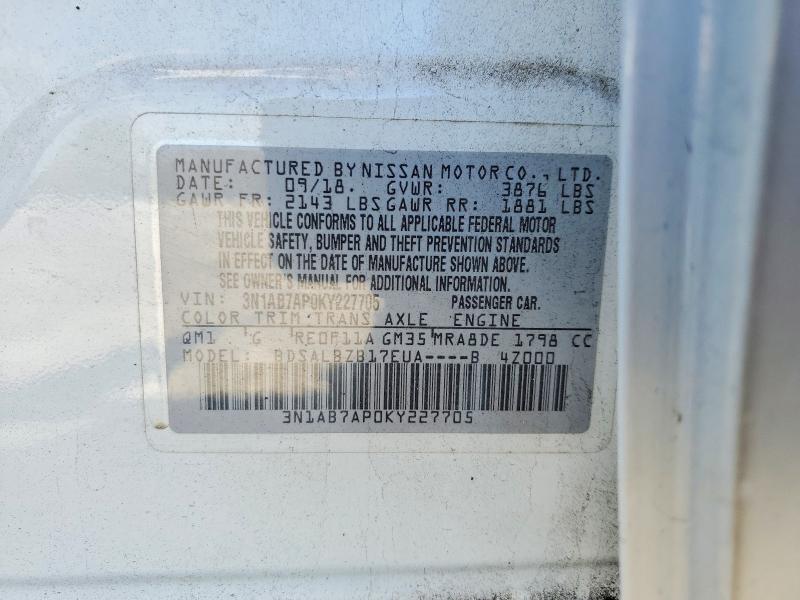 MANUFACTURED BY NISSAN MOTOR CO., LTD.
DATE: 09/18. GVWR: 3876 LBS
GAWR FR: 2143 LBS GAWR RR: 1881 LBS
THIS VEHICLE CONFORMS TO ALL APPLICABLE FEDERAL MOTOR
VEHICLE SAFETY, BUMPER AND THEFT PREVENTION STANDARDS
IN EFFECT ON THE DATE OF MANUFACTURE SHOWN ABOVE.
SEE OWNER'S MANUAL FOR ADDITIONAL INFORMATION.
VIN: 3N1AB7AP0KY227705 PASSENGER CAR.
COLOR TRIM TRANS AXLE ENGINE
QM1 G RE0F11A GM35 MRA8DE 1798 CC
MODEL: BDSALBZB17EUA----B 4Z000
3N1AB7AP0KY227705